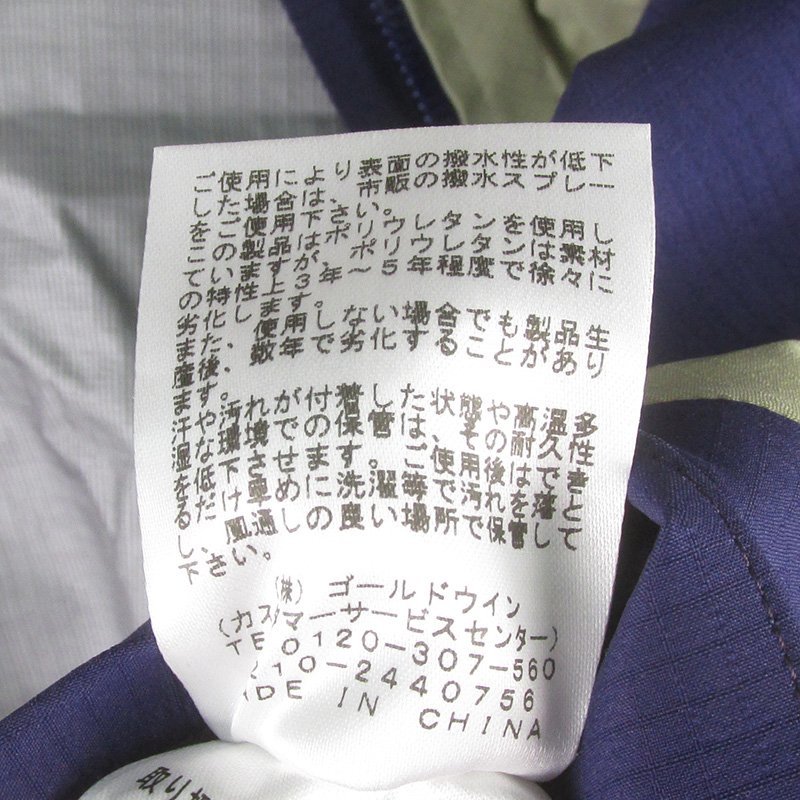 ご使用により、表面の撥水性が低下
した場合は、市販の撥水スプレー
をご使用下さい。
この製品は、ポリウレタンを使用し
ていますが、ポリウレタンは素材
の特性上、3年~5年程度で徐々に
劣化します。
また、使用しない場合でも製品生
産後、数年で劣化することがあり
ます。
汗や汚れが付着した状態や高温多
湿な環境での保管は、その耐久性
を低下させます。ご使用後はでき
るだけ早めに洗濯等で汚れを落と
し、風通しの良い場所で保管して
下さい。
(株) ゴールドウイン
(カスタマーサービスセンター)
0120-307-560
210-2440756
IN CHINA
取り